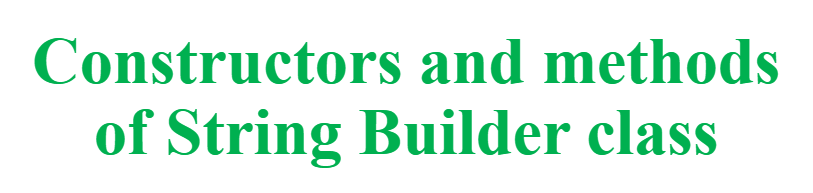 Constructors and methods
of String Builder class